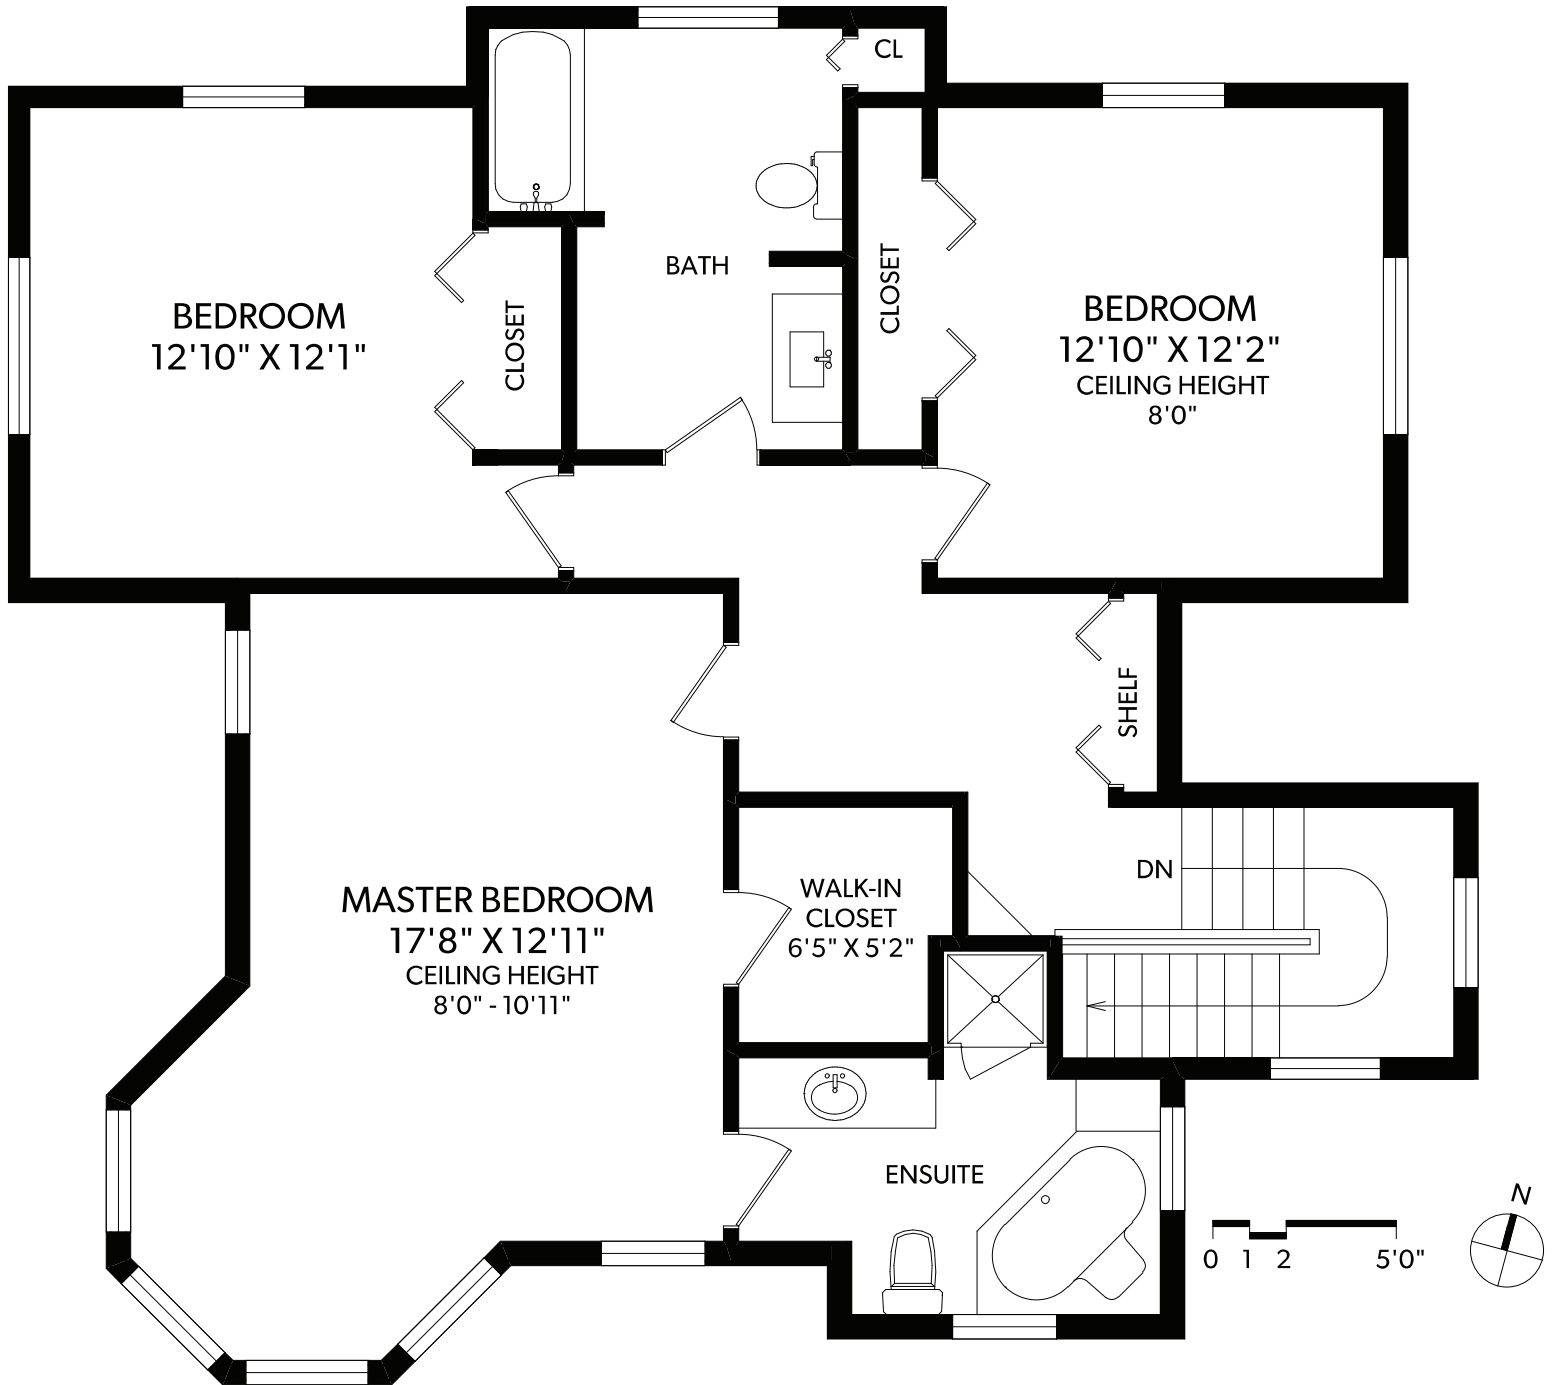 CL
BATH
BEDROOM
12'10" X 12'1"
CLOSET
CLOSET
BEDROOM
12'10" X 12'2"
CEILING HEIGHT
8'0"
SHELF
MASTER BEDROOM
17'8" X 12'11"
CEILING HEIGHT
8'0" - 10'11"
WALK-IN
CLOSET
6'5" X 5'2"
DN
ENSUITE
N
0 1 2 5'0"